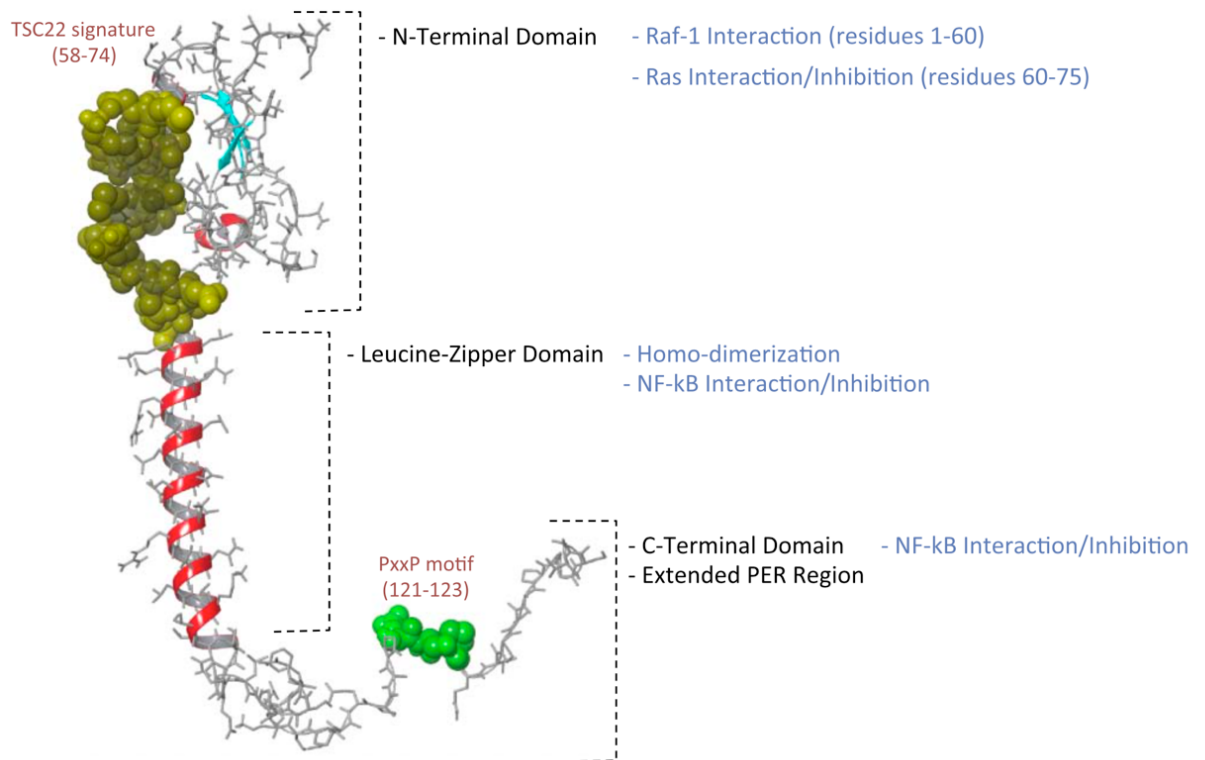 TSC22 signature
(58-74)
- N-Terminal Domain
- Raf-1 Interaction (residues 1-60)
- Ras Interaction/Inhibition (residues 60-75)
- Leucine-Zipper Domain
- Homo-dimerization
- NF-kB Interaction/Inhibition
PxxP motif
(121-123)
- C-Terminal Domain
- NF-kB Interaction/Inhibition
- Extended PER Region